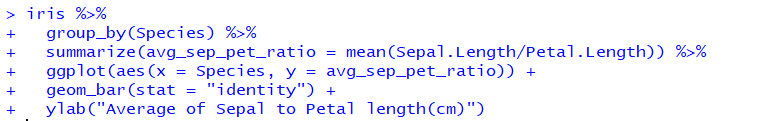 > iris %>%
+   group_by(Species) %>%
+   summarize(avg_sep_pet_ratio = mean(Sepal.Length/Petal.Length)) %>%
+   ggplot(aes(x = Species, y = avg_sep_pet_ratio)) +
+   geom_bar(stat = "identity") +
+   ylab("Average of Sepal to Petal length(cm)")